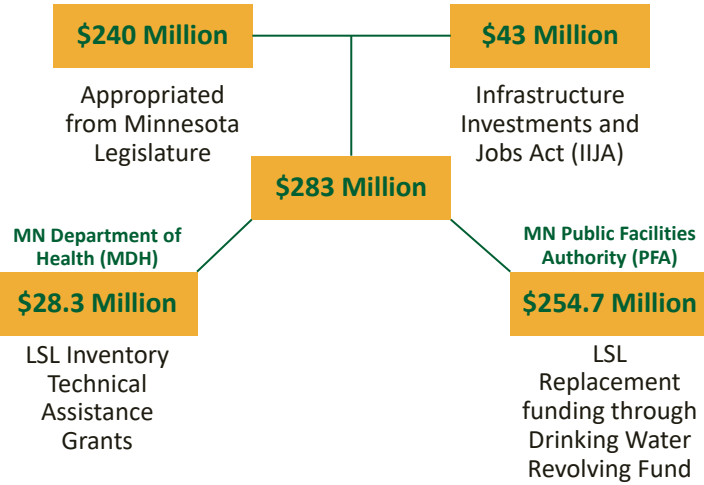 $240 Million
$43 Million
Appropriated
from Minnesota
Legislature
Infrastructure
Investments and
Jobs Act (IIJA)
$283 Million
MN Department of
Health (MDH)
$28.3 Million
LSL Inventory
Technical
Assistance
Grants
MN Public Facilities
Authority (PFA)
$254.7 Million
LSL
Replacement
funding through
Drinking Water
Revolving Fund